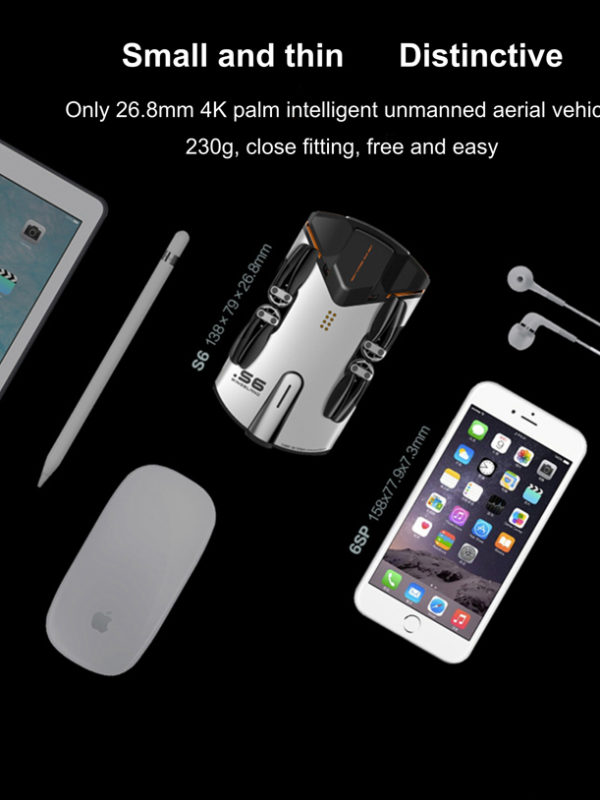 Small and thin Distinctive
Only 26.8mm 4K palm intelligent unmanned aerial vehic
230g, close fitting, free and easy
S6 138×79×26.8mm
.S6
6SP 158x77.9x7.3mm